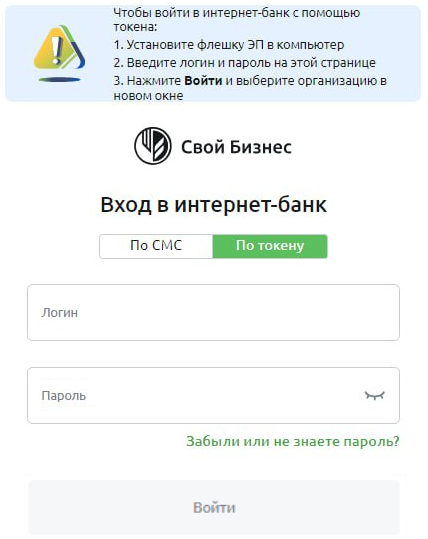 Чтобы войти в интернет-банк с помощью
токена:
1. Установите флешку ЭП в компьютер
2. Введите логин и пароль на этой странице
3. Нажмите Войти и выберите организацию в
новом окне
Свой Бизнес
Вход в интернет-банк
По СМС По токену
Логин
Пароль
Забыли или не знаете пароль?
Войти